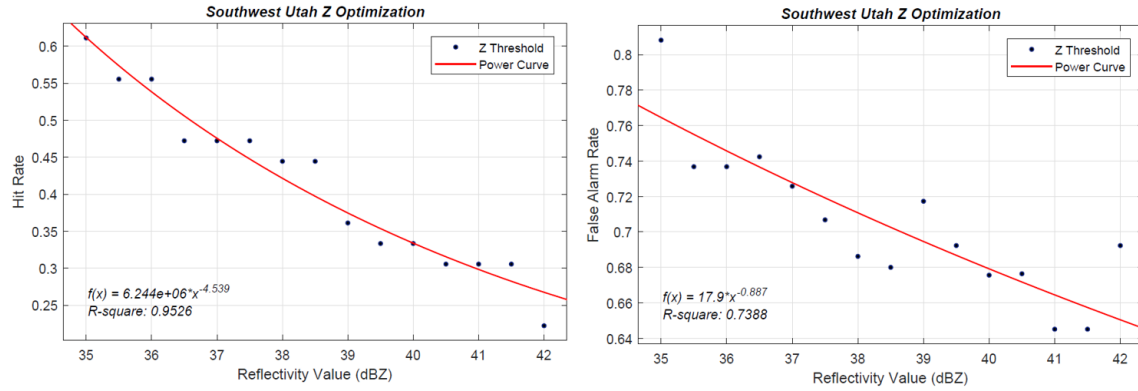 Southwest Utah Z Optimization
Z Threshold
Power Curve
0.6
0.55
0.5
0.45
0.4
0.35
0.3
0.25
Hit Rate
f(x) = 6.244e+06*x^-4.539
R-square: 0.9526
35 36 37 38 39 40 41 42
Reflectivity Value (dBZ)
Southwest Utah Z Optimization
Z Threshold
Power Curve
0.8
0.78
0.76
0.74
0.72
0.7
0.68
0.66
0.64
False Alarm Rate
f(x) = 17.9*x^-0.887
R-square: 0.7388
35 36 37 38 39 40 41 42
Reflectivity Value (dBZ)